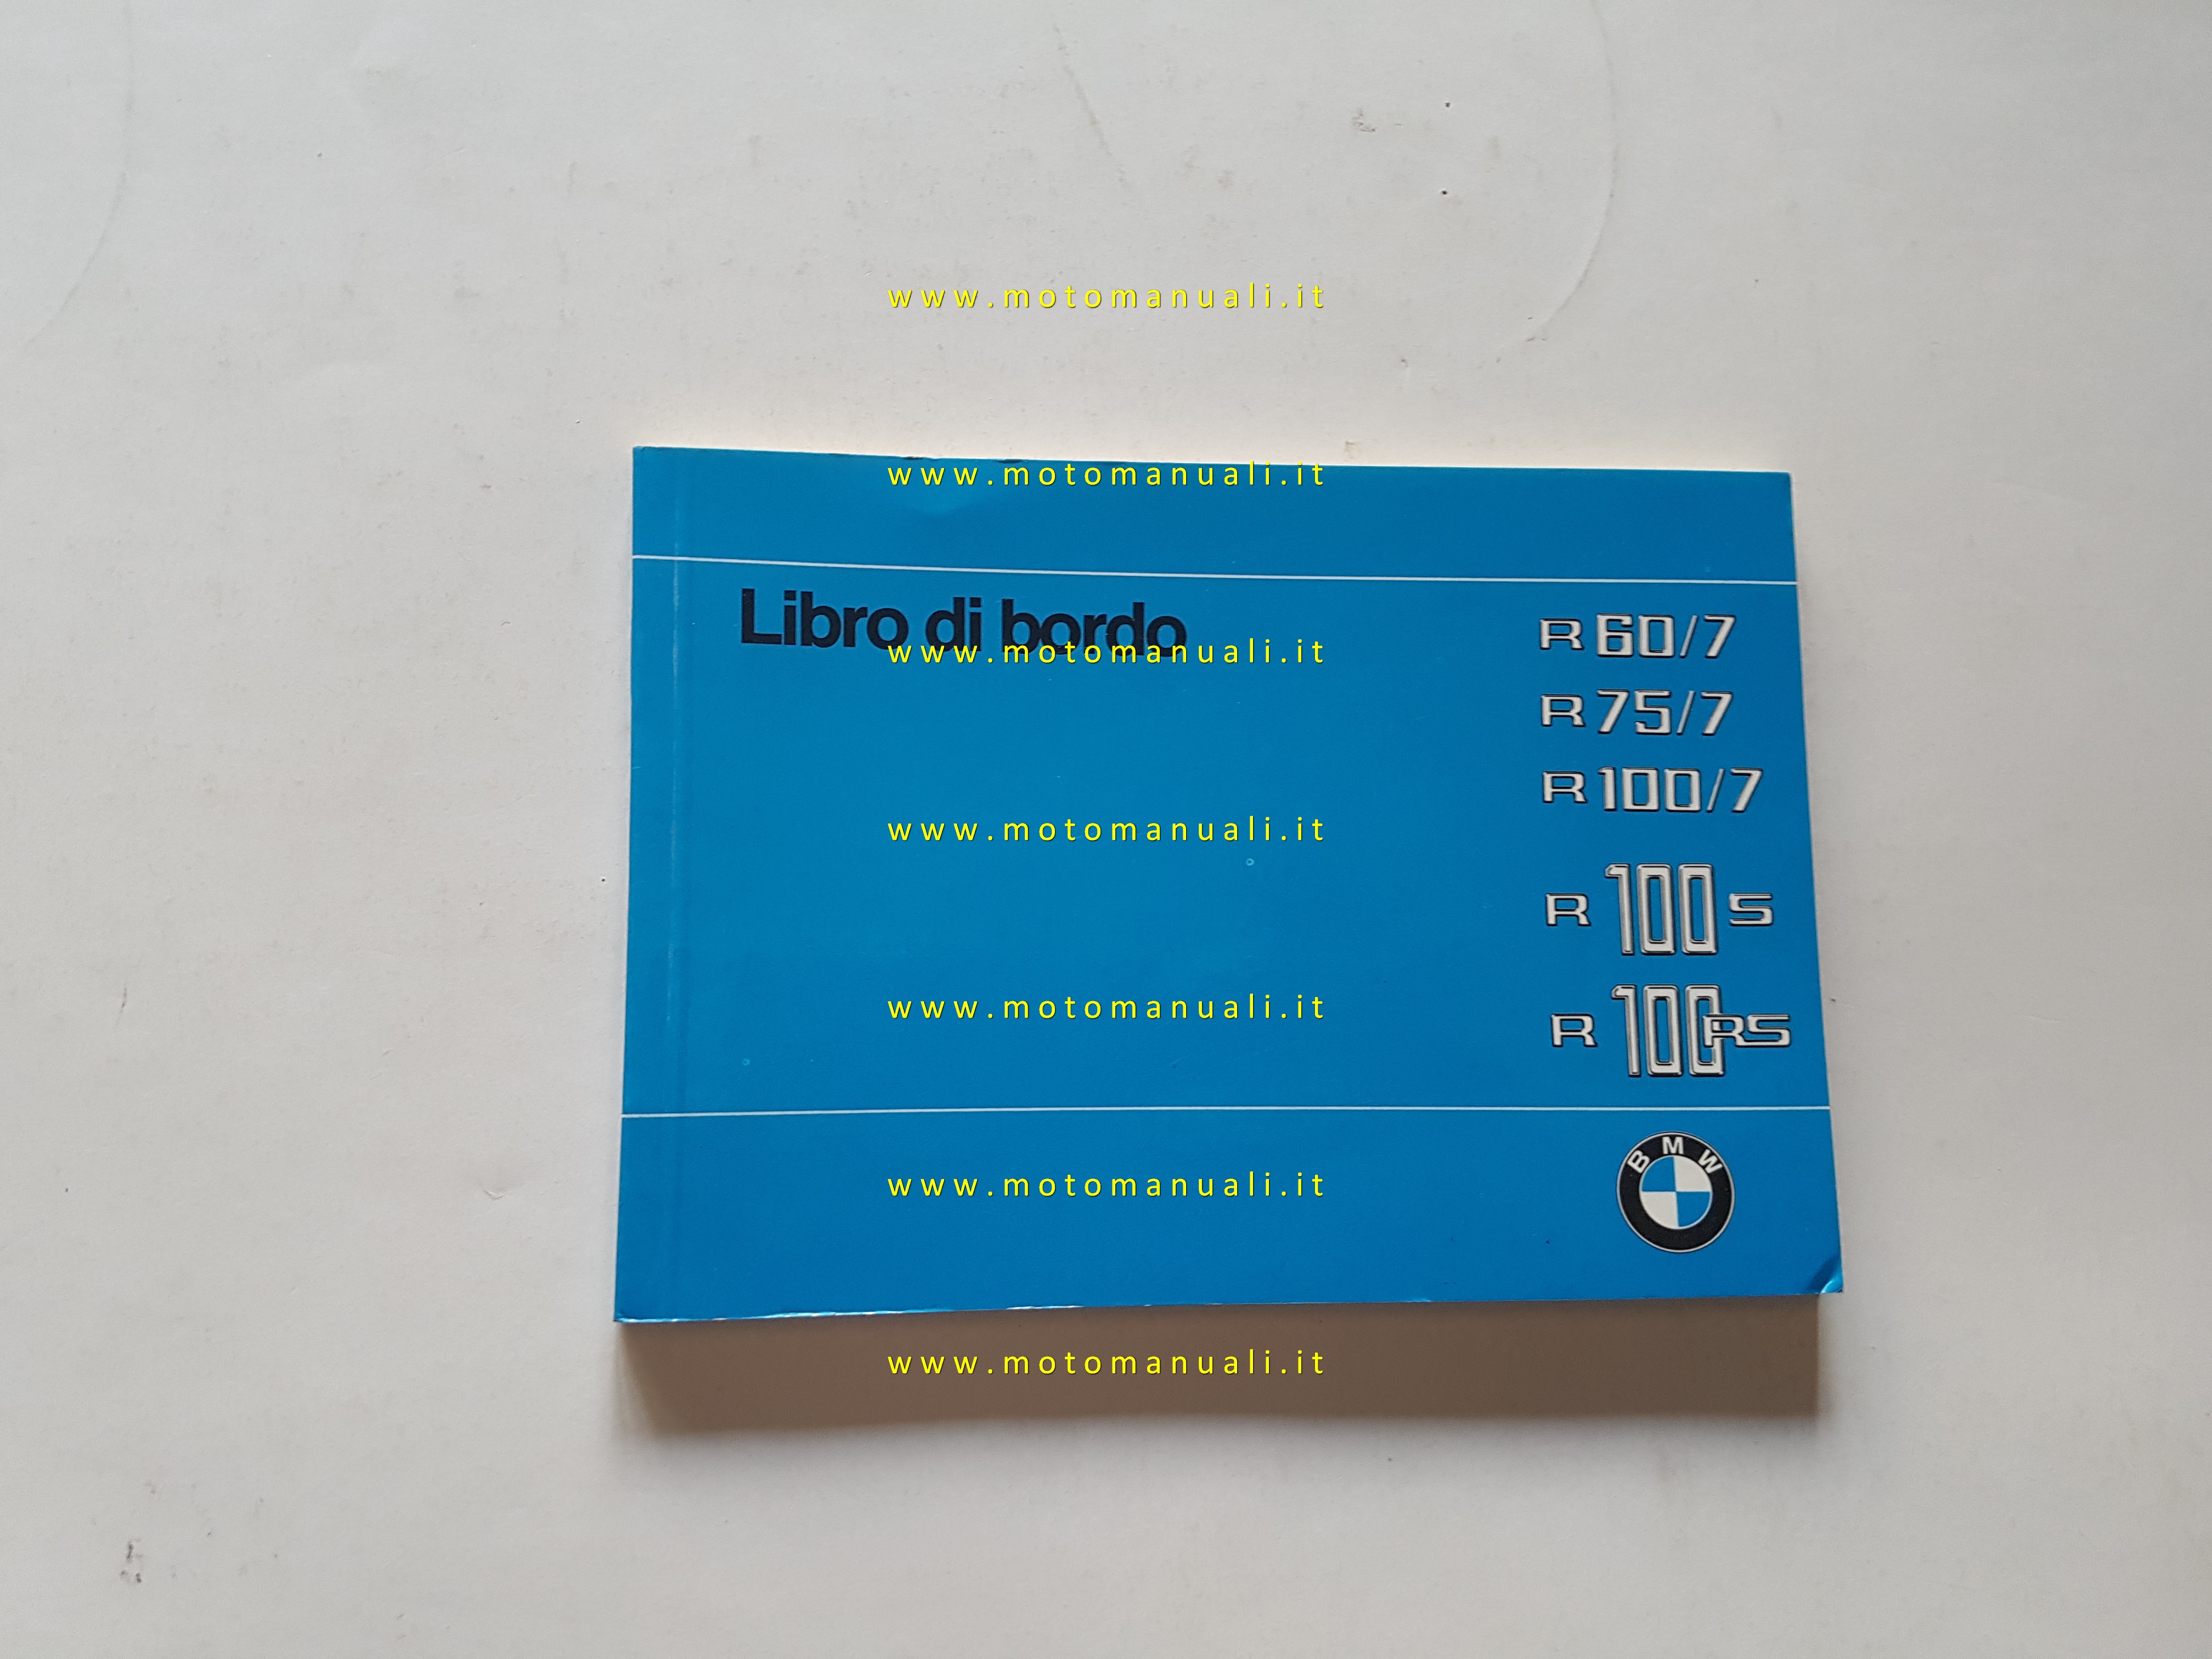 www.motomanuali.it
www.motomanuali.it
Libro di bordo
R 60/7
www.motomanuali.it
R 75/7
R 100/7
www.motomanuali.it
R 100 S
www.motomanuali.it
R 100 RS
BMW
www.motomanuali.it
www.motomanuali.it